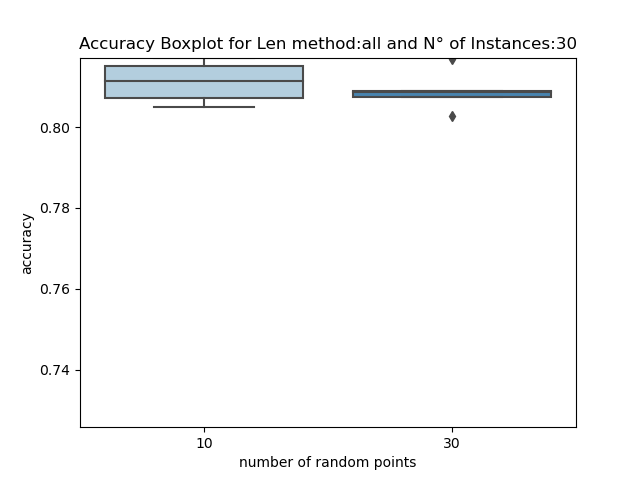 Accuracy Boxplot for Len method:all and N° of Instances:30
0.80
0.78
0.76
0.74
accuracy
10 30
number of random points